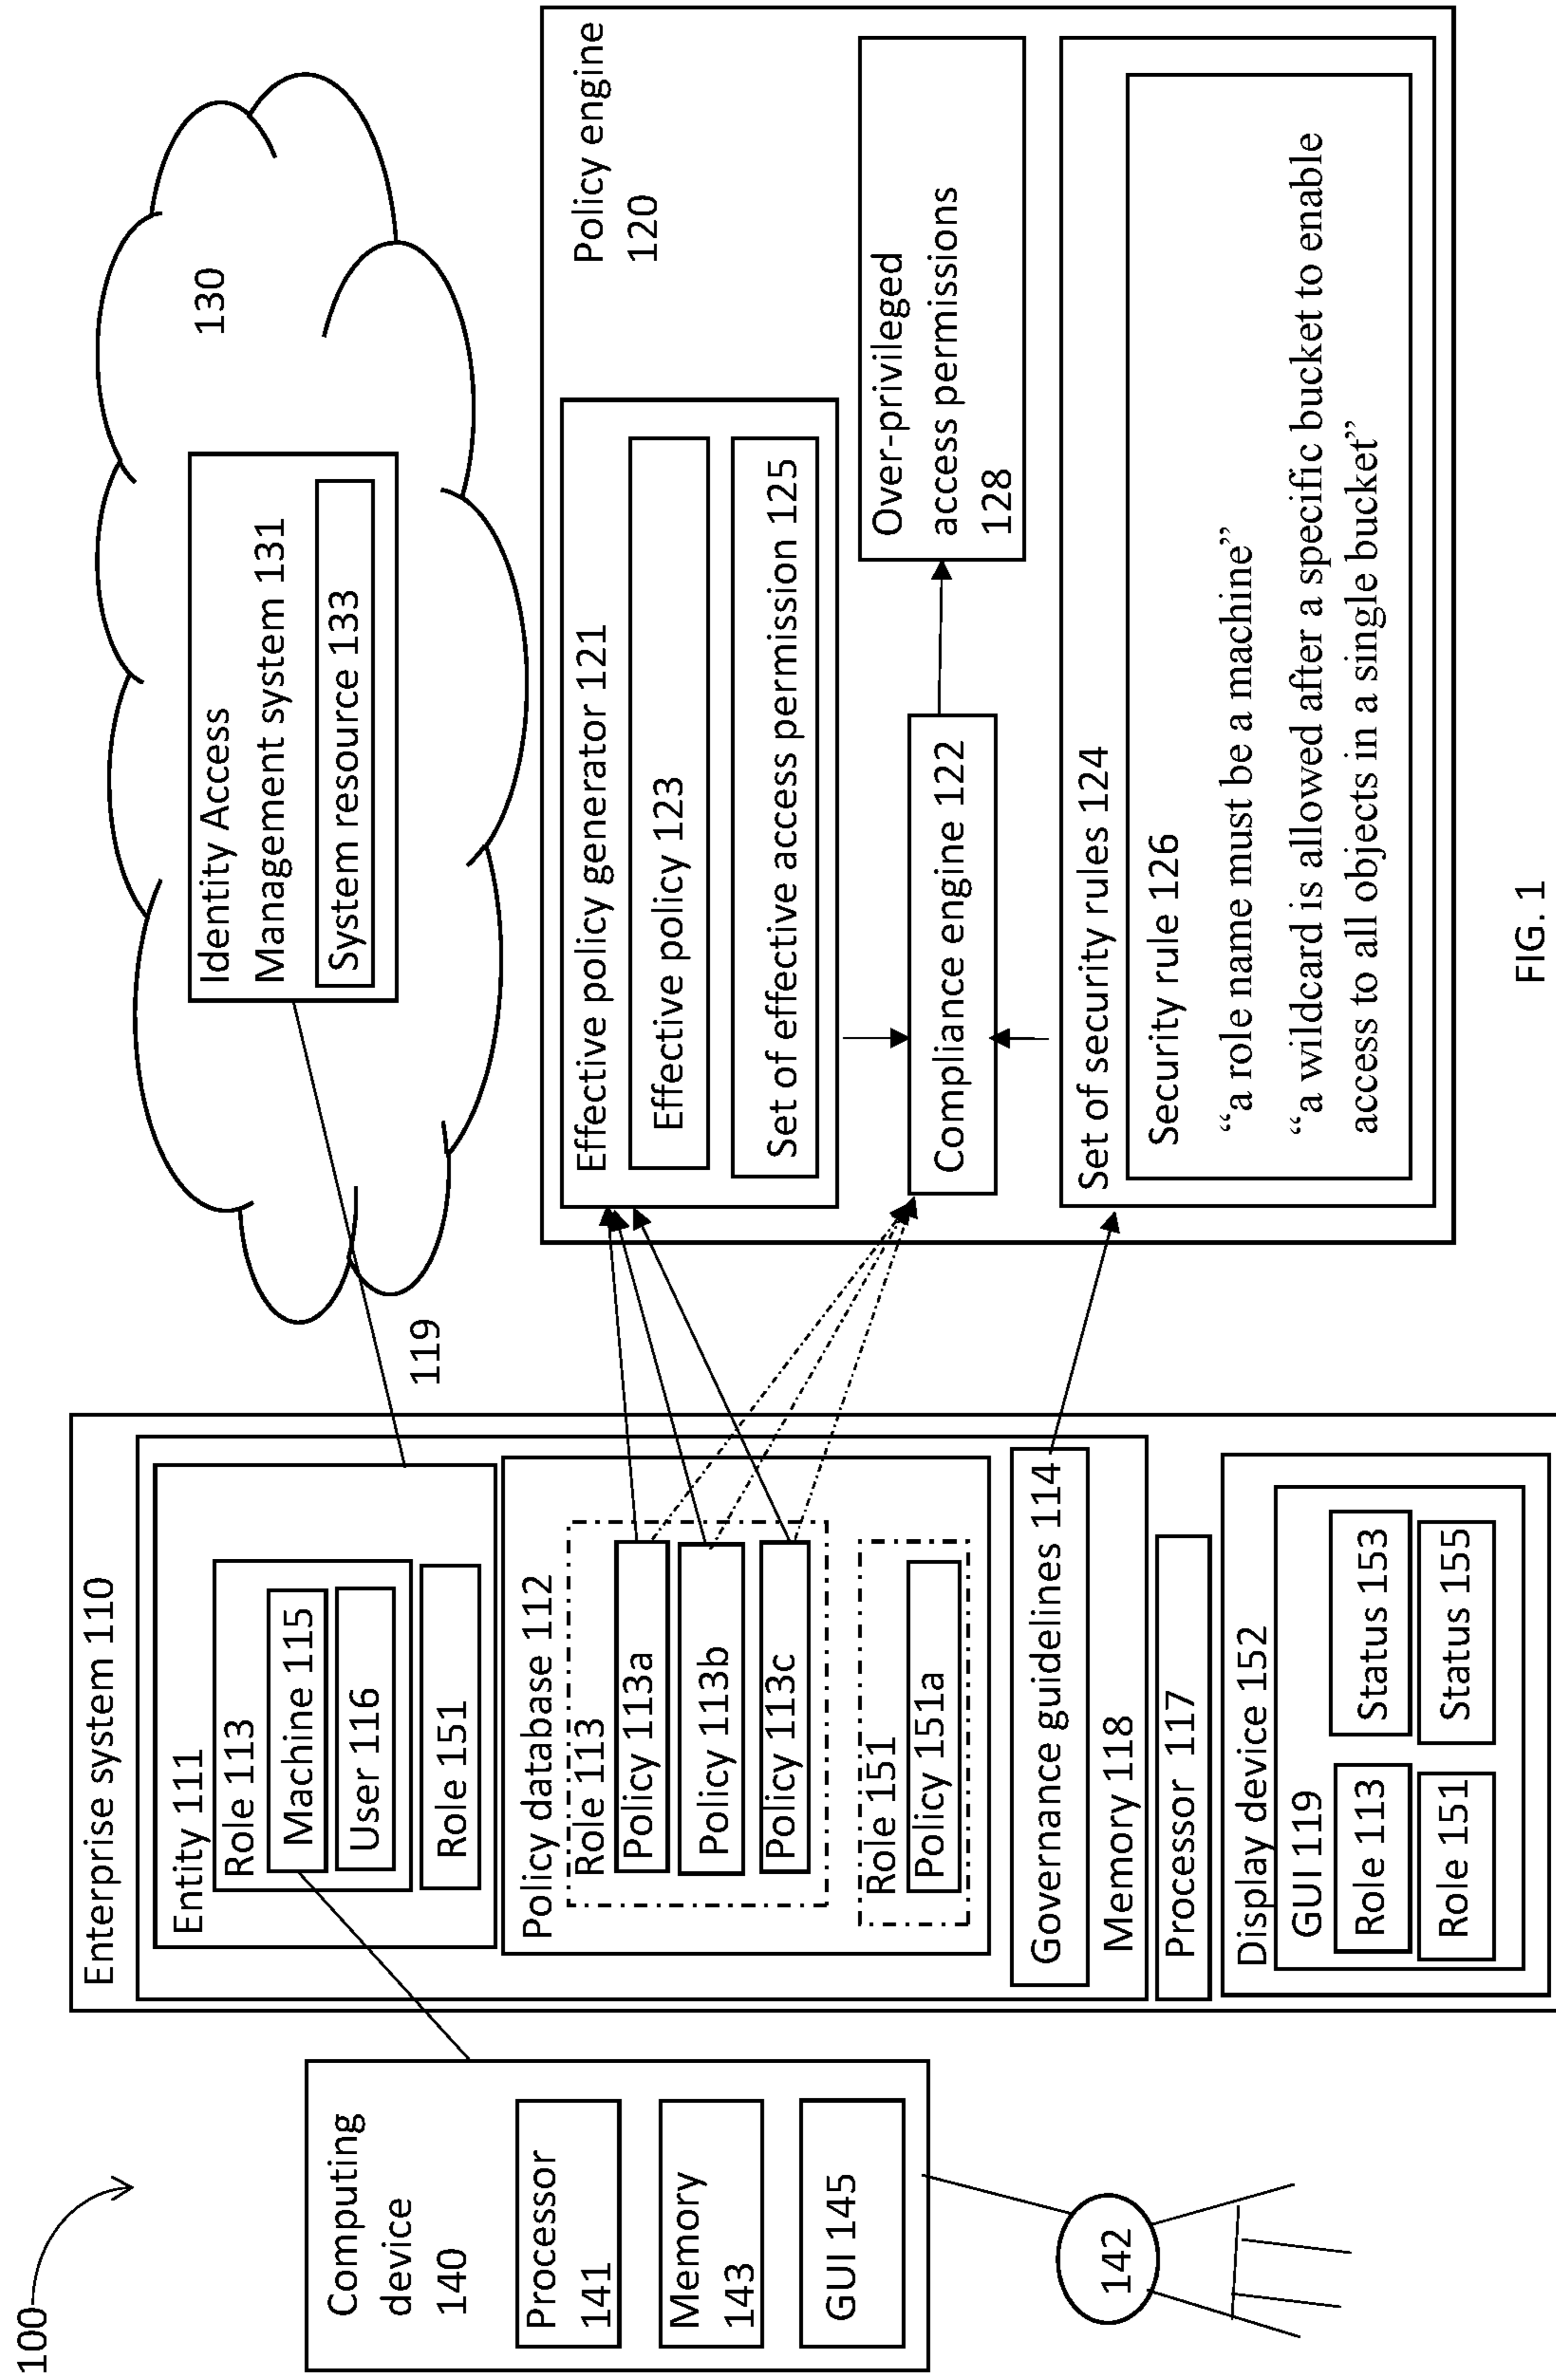 100
Computing
device
140
Processor
141
Memory
143
GUI 145
142
Enterprise system 110
Entity 111
Role 113
Machine 115
User 116
Role 151
Policy database 112
Role 113
Policy 113a
Policy 113b
Policy 113c
Role 151
Policy 151a
Governance guidelines 114
Memory 118
Processor 117
Display device 152
GUI 119
Role 113
Status 153
Role 151
Status 155
119
130
Identity Access
Management system 131
System resource 133
Policy engine
120
Effective policy generator 121
Effective policy 123
Set of effective access permission 125
Compliance engine 122
Over-privileged
access permissions
128
Set of security rules 124
Security rule 126
“a role name must be a machine”
“a wildcard is allowed after a specific bucket to enable
access to all objects in a single bucket”
FIG. 1